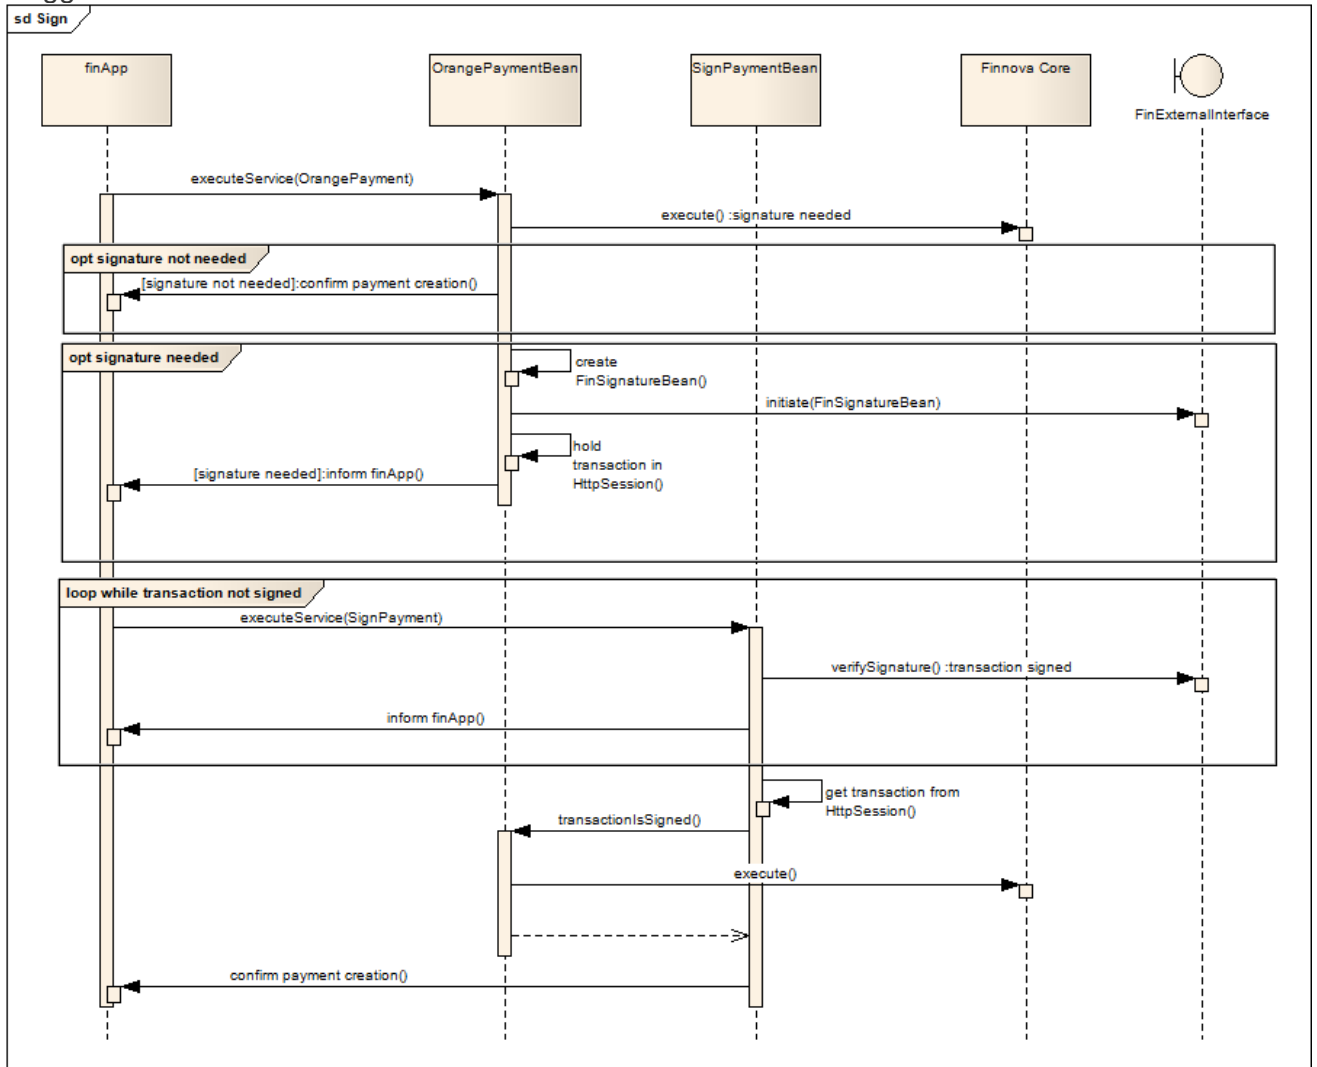 sd Sign
finApp
OrangePaymentBean
SignPaymentBean
Finnova Core
FinExternalInterface
executeService(OrangePayment)
execute() :signature needed
opt signature not needed
[signature not needed]:confirm payment creation()
opt signature needed
create
FinSignatureBean()
initiate(FinSignatureBean)
hold
transaction in
HttpSession()
[signature needed]:inform finApp()
loop while transaction not signed
executeService(SignPayment)
verifySignature() :transaction signed
inform finApp()
get transaction from
HttpSession()
transactionIsSigned()
execute()
confirm payment creation()